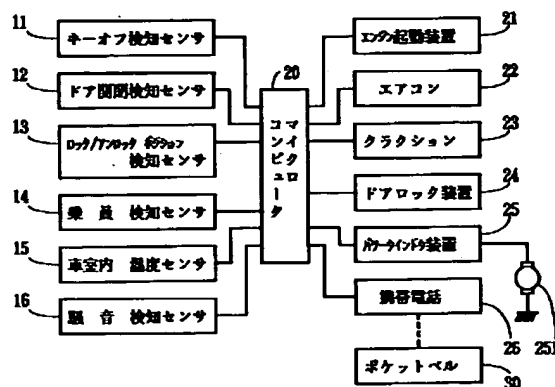 11
キーオフ検知センサ
12
ドア開閉検知センサ
13
ロック/アンロック ポジション
検知センサ
14
乗 員 検知センサ
15
車室内 温度センサ
16
騒 音 検知センサ
20
マイクロ
コンピュータ
21
エンジン起動装置
22
エアコン
23
クラクション
24
ドアロック装置
25
パワーウインドウ装置
251
携帯電話
26
ポケットベル
30